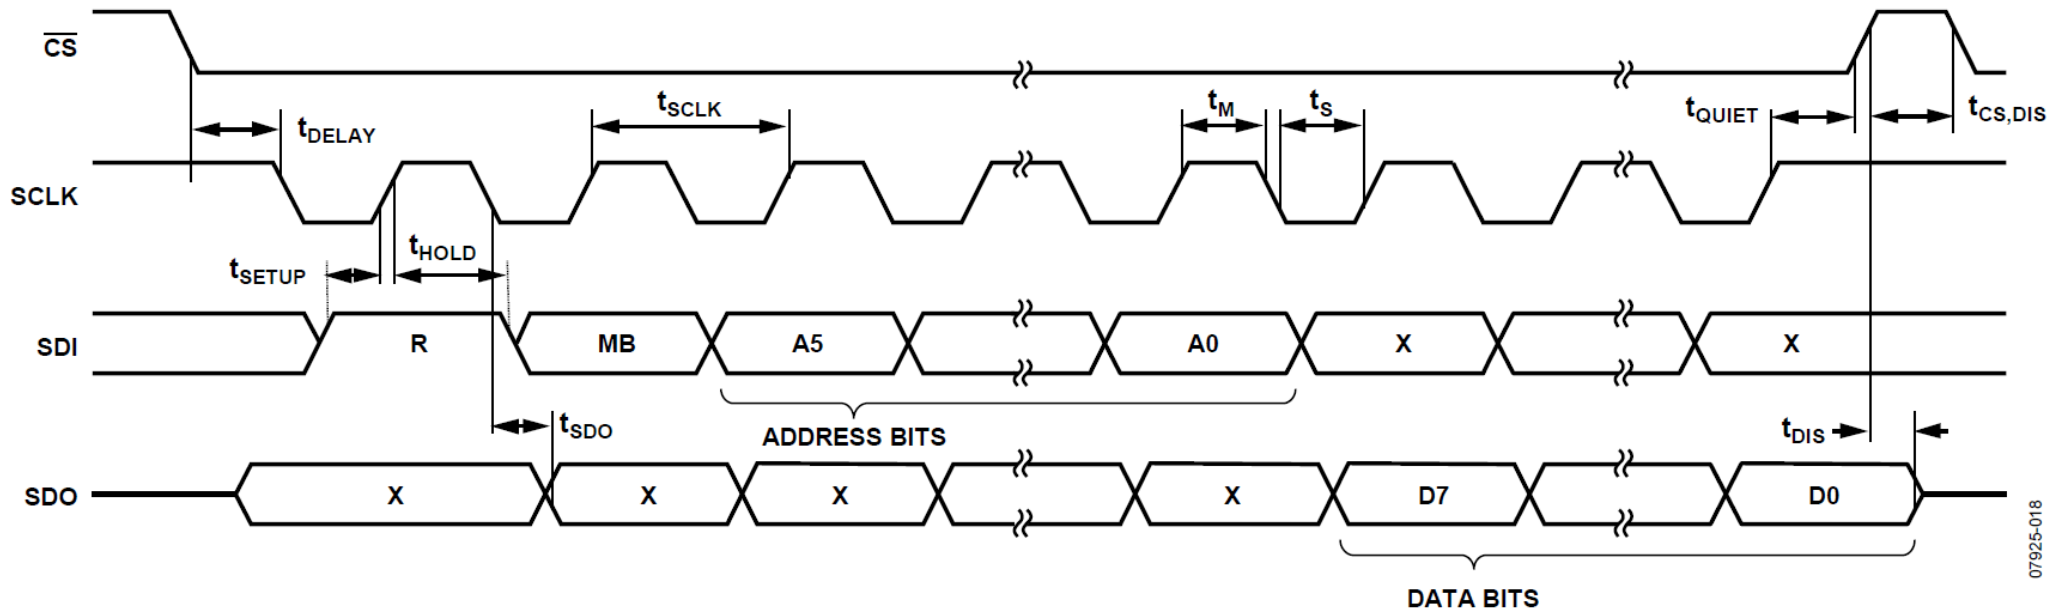 CS
tDELAY
tSCLK
tM
tS
tQUIET
tCS,DIS
SCLK
tSETUP
tHOLD
SDI
R
MB
A5
A0
X
X
ADDRESS BITS
tSDO
tDIS
SDO
X
X
X
X
D7
D0
DATA BITS
07925-018